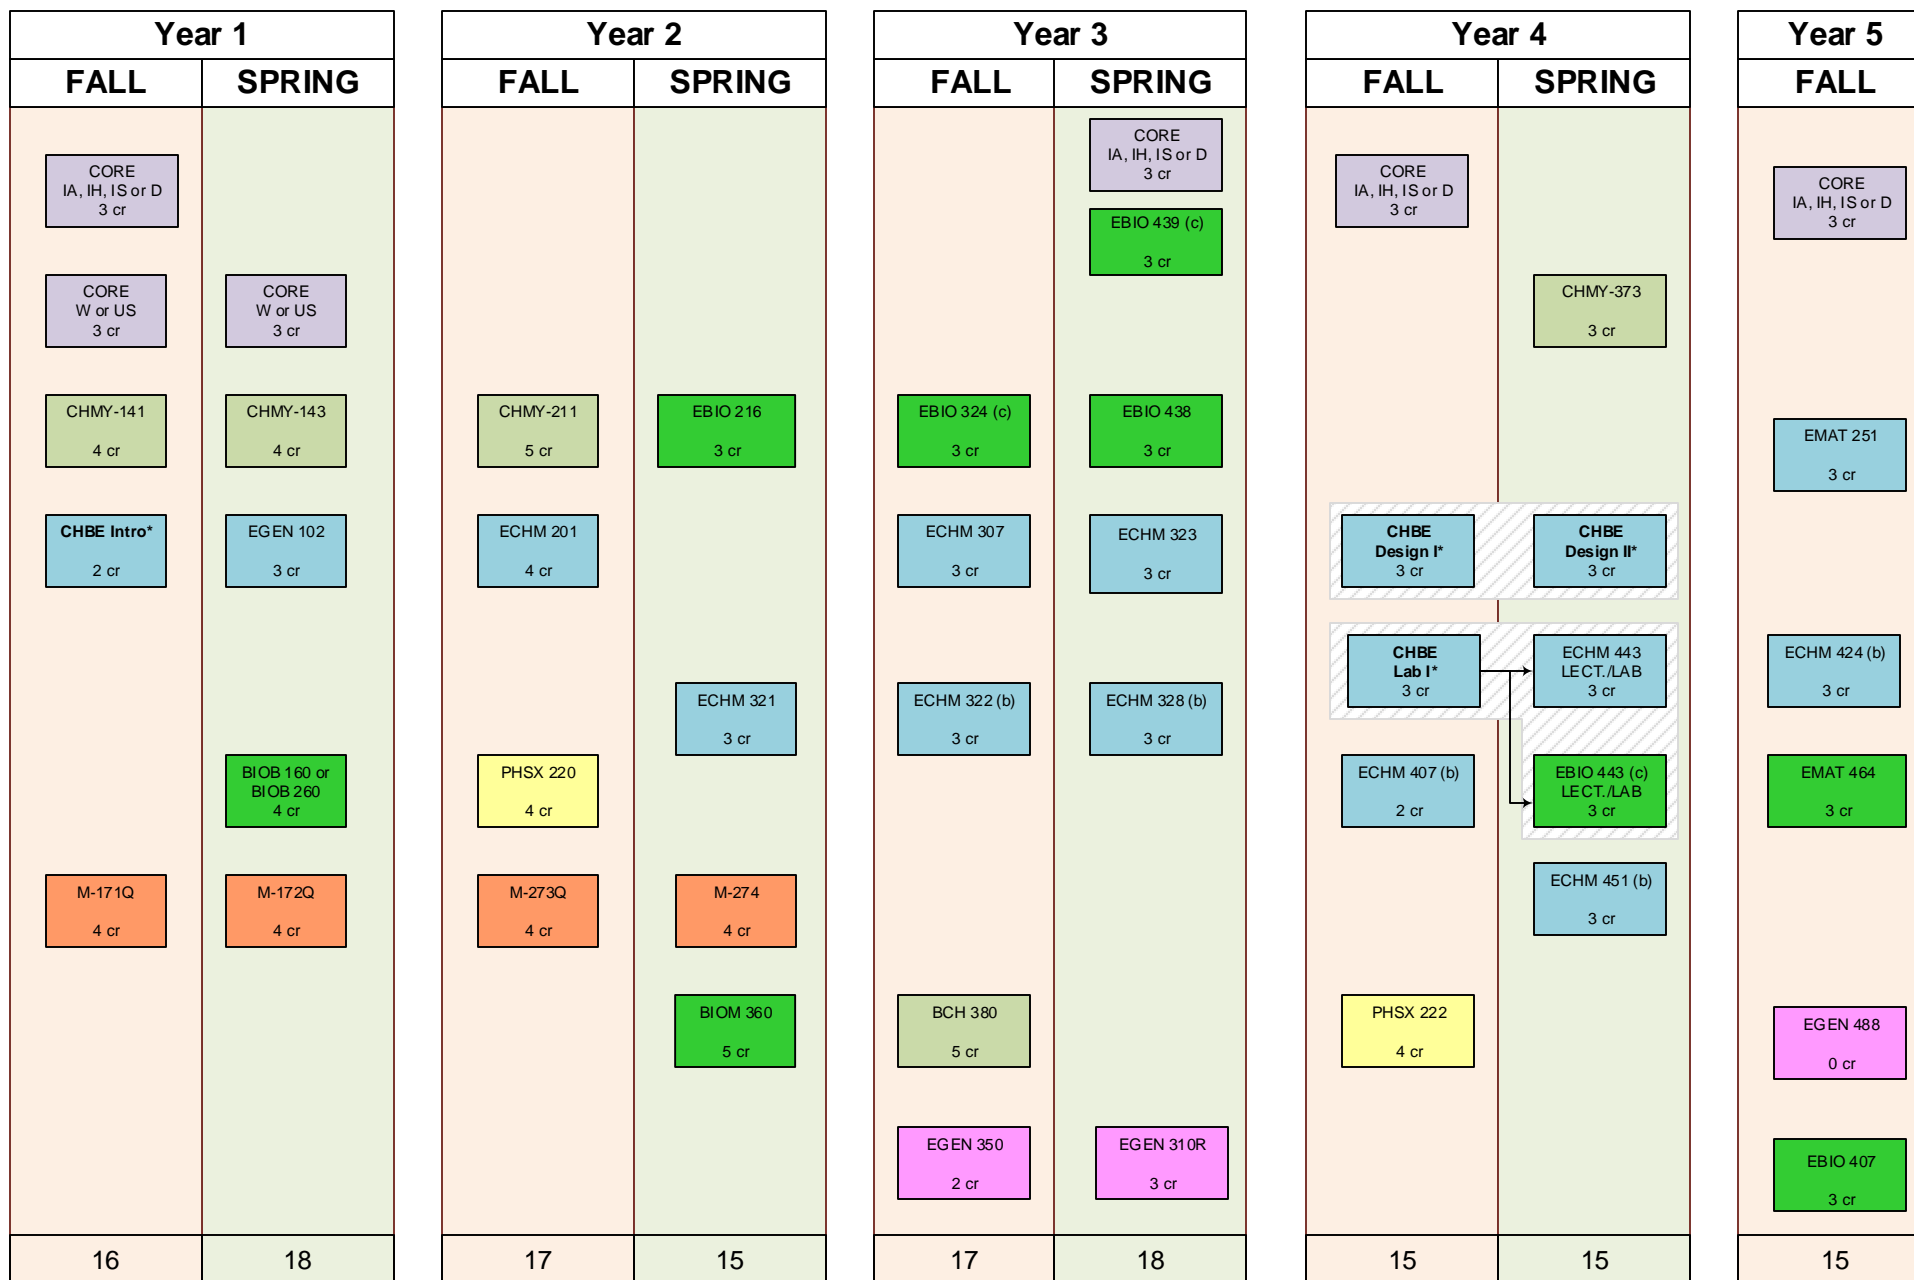 Year 1
FALL
SPRING
CORE
IA, IH, IS or D
3 cr
CORE
W or US
3 cr
CHMY-141
4 cr
CHBE Intro*
2 cr
M-171Q
4 cr
16
CORE
W or US
3 cr
CHMY-143
4 cr
EGEN 102
3 cr
BIOB 160 or
BIOB 260
4 cr
M-172Q
4 cr
18
Year 2
FALL
SPRING
CHMY-211
5 cr
ECHM 201
4 cr
PHSX 220
4 cr
M-273Q
4 cr
17
EBIO 216
3 cr
ECHM 321
3 cr
M-274
4 cr
BIOM 360
5 cr
15
Year 3
FALL
SPRING
EBIO 324 (c)
3 cr
ECHM 307
3 cr
ECHM 322 (b)
3 cr
BCH 380
5 cr
EGEN 350
2 cr
17
CORE
IA, IH, IS or D
3 cr
EBIO 439 (c)
3 cr
EBIO 438
3 cr
ECHM 323
3 cr
ECHM 328 (b)
3 cr
EGEN 310R
3 cr
18
Year 4
FALL
SPRING
CORE
IA, IH, IS or D
3 cr
CHBE
Design I*
3 cr
CHBE
Lab I*
3 cr
ECHM 407 (b)
2 cr
PHSX 222
4 cr
15
CHMY-373
3 cr
CHBE
Design II*
3 cr
ECHM 443
LECT./LAB
3 cr
EBIO 443 (c)
LECT./LAB
3 cr
ECHM 451 (b)
3 cr
15
Year 5
FALL
CORE
IA, IH, IS or D
3 cr
EMAT 251
3 cr
ECHM 424 (b)
3 cr
EMAT 464
3 cr
EGEN 488
0 cr
EBIO 407
3 cr
15